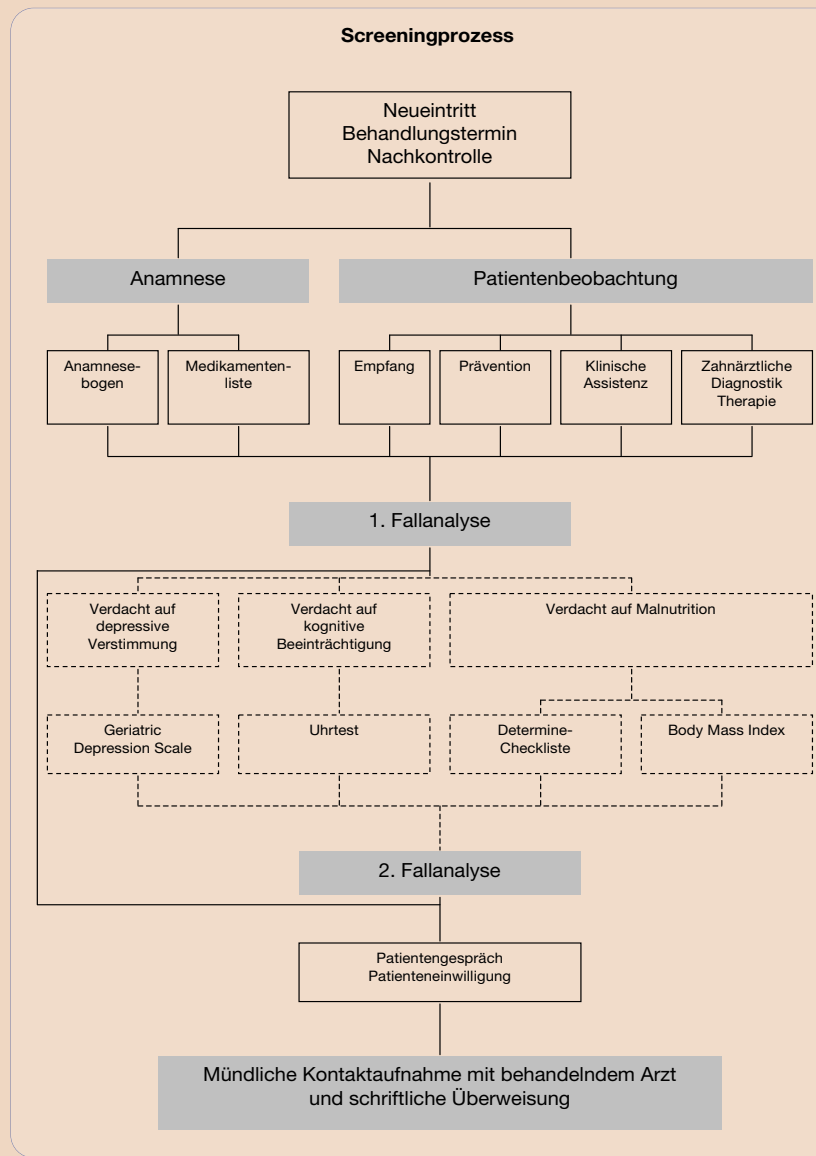 Screeningprozess
Neueintritt
Behandlungstermin
Nachkontrolle
Anamnese
Patientenbeobachtung
Anamnese-
bogen
Medikamenten-
liste
Empfang
Prävention
Klinische
Assistenz
Zahnärztliche
Diagnostik
Therapie
1. Fallanalyse
Verdacht auf
depressive
Verstimmung
Verdacht auf
kognitive
Beeinträchtigung
Verdacht auf Malnutrition
Geriatric
Depression Scale
Uhrtest
Determine-
Checkliste
Body Mass Index
2. Fallanalyse
Patientengespräch
Patienteneinwilligung
Mündliche Kontaktaufnahme mit behandelndem Arzt
und schriftliche Überweisung